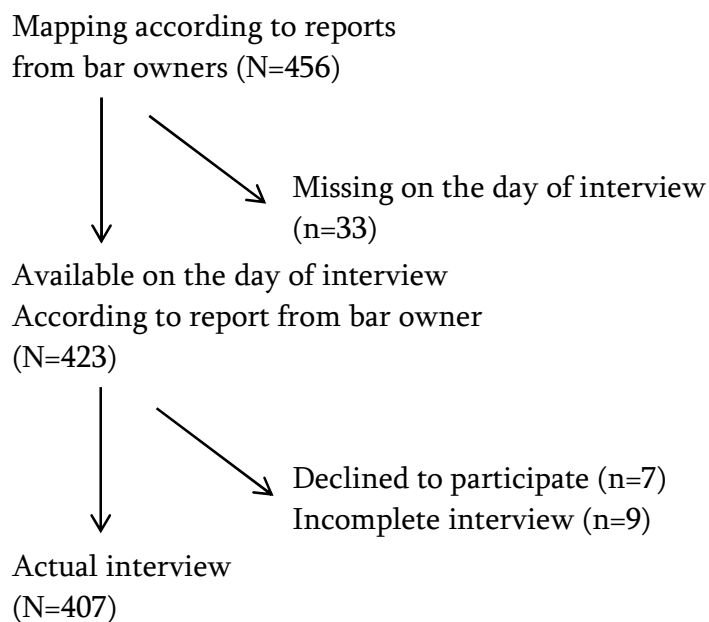 Mapping according to reports
from bar owners (N=456)
Missing on the day of interview
(n=33)
Available on the day of interview
According to report from bar owner
(N=423)
Declined to participate (n=7)
Incomplete interview (n=9)
Actual interview
(N=407)